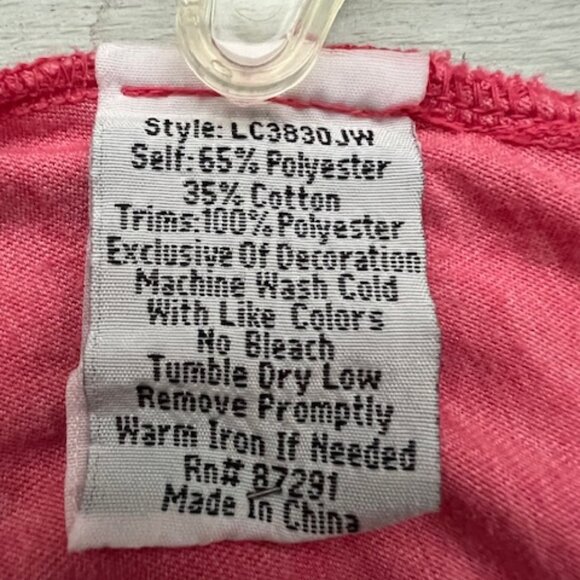 Style: LC3830JW
Self: 65% Polyester
35% Cotton
Trims:100% Polyester
Exclusive Of Decoration
Machine Wash Cold
With Like Colors
No Bleach
Tumble Dry Low
Remove Promptly
Warm Iron If Needed
Rn# 87291
Made In China